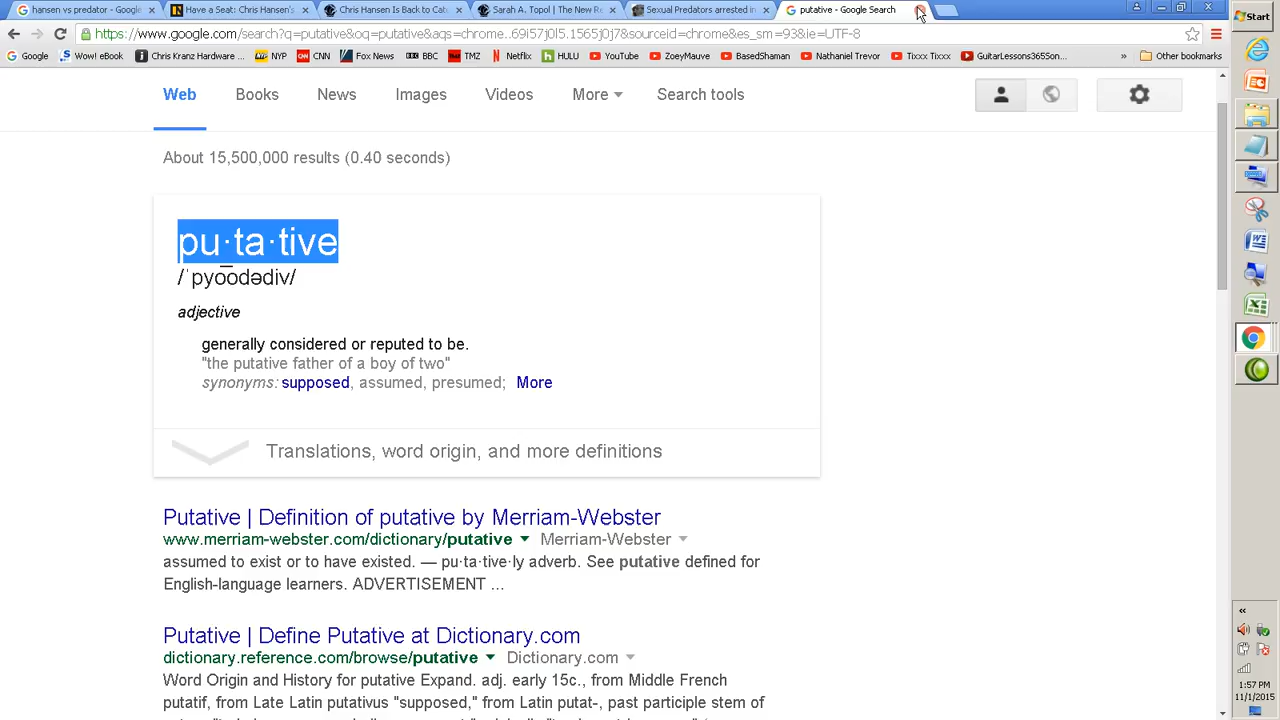 hansen vs predator - Google
Have a Seat: Chris Hansen's
Chris Hansen Is Back to Cat
Sarah A. Topol | The New R
Sexual Predators arrested in
putative - Google Search
https://www.google.com/search?q=putative&oq=putative&aqs=chrome..69i57j0l5.1565j0j7&sourceid=chrome&es_sm=93&ie=UTF-8
Google
Wow! eBook
Chris Kranz Hardware ...
NYP
CNN
Fox News
BBC
TMZ
Netflix
HULU
YouTube
ZoeyMauve
BasedShaman
Nathaniel Trevor
Tixxx Tixxx
GuitarLessons365Son...
»
Other bookmarks
Start
Web Books News Images Videos More Search tools
About 15,500,000 results (0.40 seconds)
pu·ta·tive
/ˈpyo͞odədiv/
adjective
generally considered or reputed to be.
"the putative father of a boy of two"
synonyms: supposed, assumed, presumed; More
Translations, word origin, and more definitions
Putative | Definition of putative by Merriam-Webster
www.merriam-webster.com/dictionary/putative Merriam-Webster
assumed to exist or to have existed. — pu·ta·tive·ly adverb. See putative defined for
English-language learners. ADVERTISEMENT ...
Putative | Define Putative at Dictionary.com
dictionary.reference.com/browse/putative Dictionary.com
Word Origin and History for putative Expand. adj. early 15c., from Middle French
putatif, from Late Latin putativus "supposed," from Latin putat-, past participle stem of
1:57 PM
11/1/2015